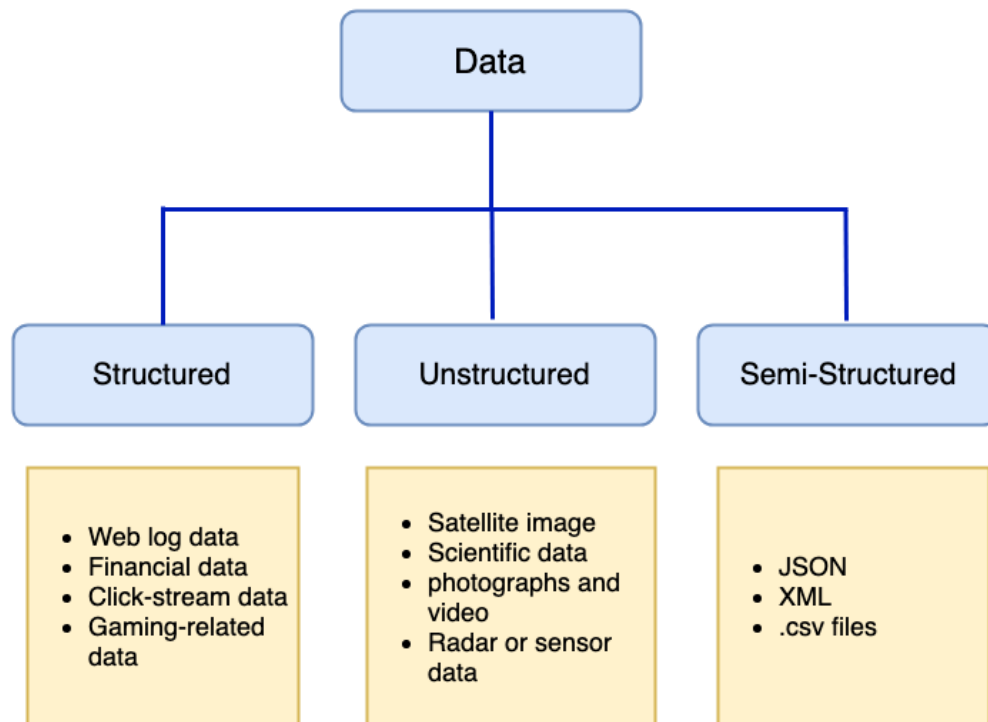 Data
Structured
Unstructured
Semi-Structured
• Web log data
• Financial data
• Click-stream data
• Gaming-related
data
• Satellite image
• Scientific data
• photographs and
video
• Radar or sensor
data
• JSON
• XML
• .csv files